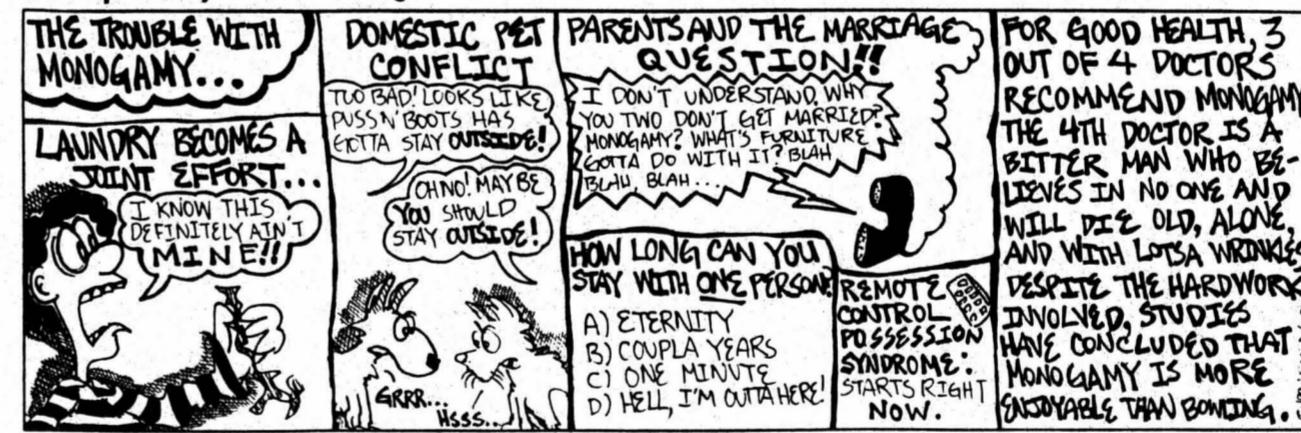 THE TROUBLE WITH
MONOGAMY...
LAUNDRY BECOMES A
JOINT EFFORT...
I KNOW THIS
DEFINITELY AIN'T
MINE!!
DOMESTIC PET
CONFLICT
TOO BAD! LOOKS LIKE
PUSS N' BOOTS HAS
GOTTA STAY OUTSIDE!
OH NO! MAYBE
YOU SHOULD
STAY OUTSIDE!
GRRR...
HSSS...
PARENTS AND THE MARRIAGE
QUESTION!!
I DON'T UNDERSTAND, WHY
YOU TWO DON'T GET MARRIED?
MONOGAMY? WHAT'S FURNITURE
GOTTA DO WITH IT? BLAH
BLAH, BLAH...
HOW LONG CAN YOU
STAY WITH ONE PERSON?
A) ETERNITY
B) COUPLA YEARS
C) ONE MINUTE
D) HELL, I'M OUTTA HERE!
REMOTE
CONTROL
POSSESSION
SYNDROME:
STARTS RIGHT
NOW.
FOR GOOD HEALTH, 3
OUT OF 4 DOCTORS
RECOMMEND MONOGAMY
THE 4TH DOCTOR IS A
BITTER MAN WHO BE-
LIEVES IN NO ONE AND
WILL DIE OLD, ALONE,
AND WITH LOTSA WRINKLES
DESPITE THE HARDWORK
INVOLVED, STUDIES
HAVE CONCLUDED THAT
MONOGAMY IS MORE
ENJOYABLE THAN BOWLING.